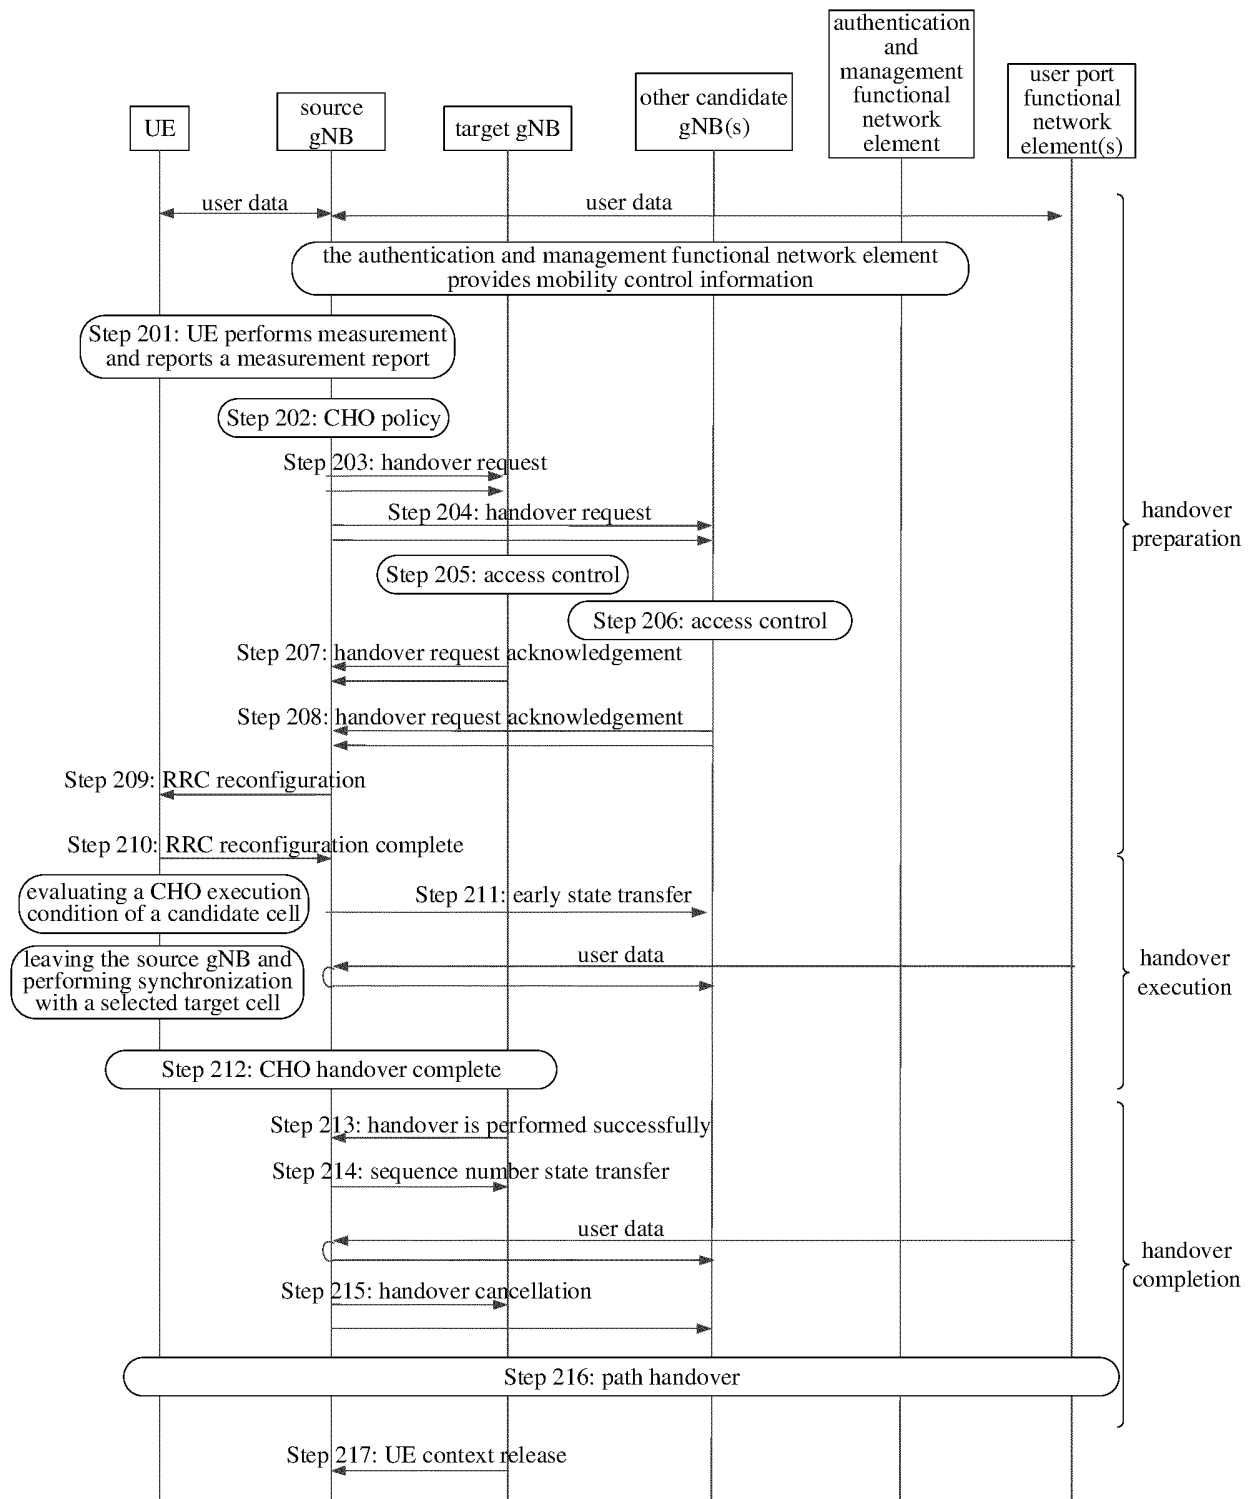 authentication
and
management
functional
network
element
user port
functional
network
element(s)
other candidate
gNB(s)
source
gNB
UE
target gNB
user data
user data
the authentication and management functional network element
provides mobility control information
Step 201: UE performs measurement
and reports a measurement report
Step 202: CHO policy
Step 203: handover request
Step 204: handover request
handover
preparation
Step 205: access control
Step 206: access control
Step 207: handover request acknowledgement
Step 208: handover request acknowledgement
Step 209: RRC reconfiguration
Step 210: RRC reconfiguration complete
evaluating a CHO execution
condition of a candidate cell
Step 211: early state transfer
leaving the source gNB and
performing synchronization
with a selected target cell
user data
handover
execution
Step 212: CHO handover complete
Step 213: handover is performed successfully
Step 214: sequence number state transfer
user data
handover
completion
Step 215: handover cancellation
Step 216: path handover
Step 217: UE context release